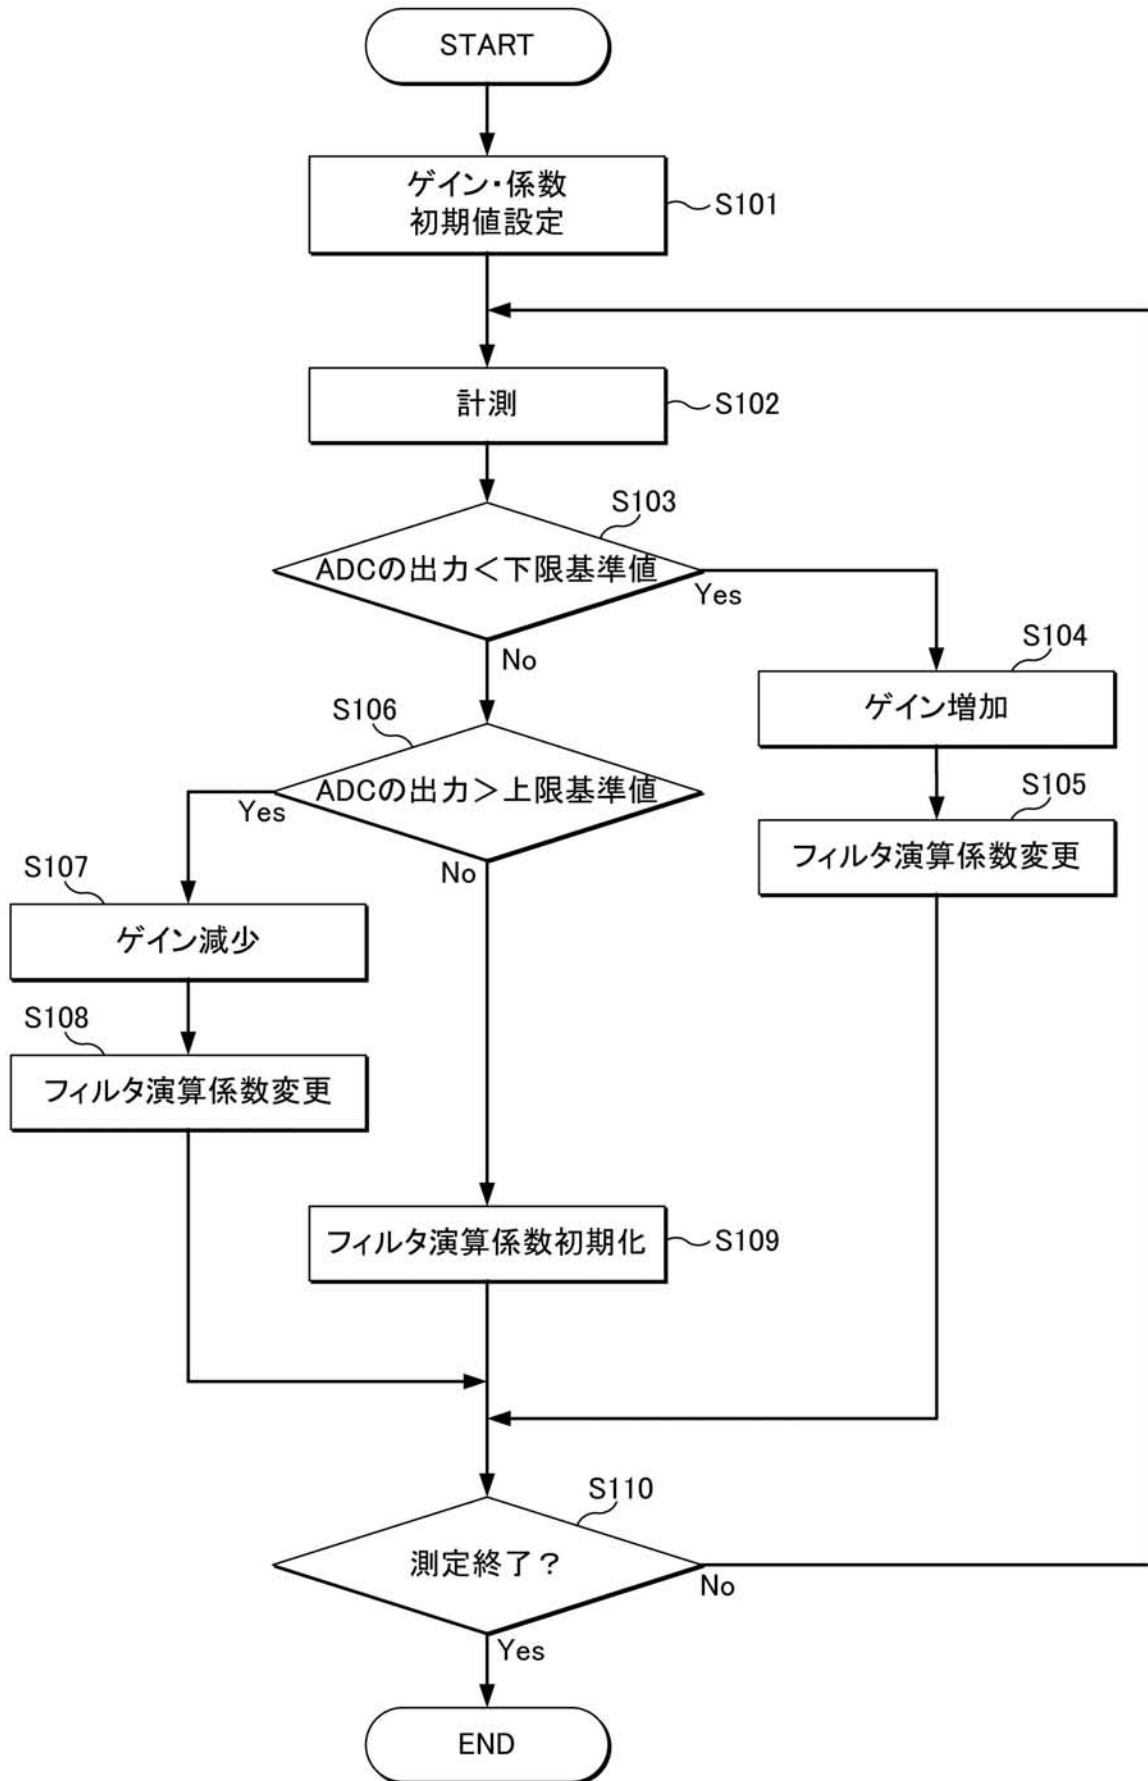 START
ゲイン・係数
初期値設定
S101
計測
S102
S103
ADCの出力＜下限基準値
Yes
No
S104
ゲイン増加
S106
ADCの出力＞上限基準値
Yes
No
S105
フィルタ演算係数変更
S107
ゲイン減少
S108
フィルタ演算係数変更
フィルタ演算係数初期化
S109
S110
測定終了？
No
Yes
END